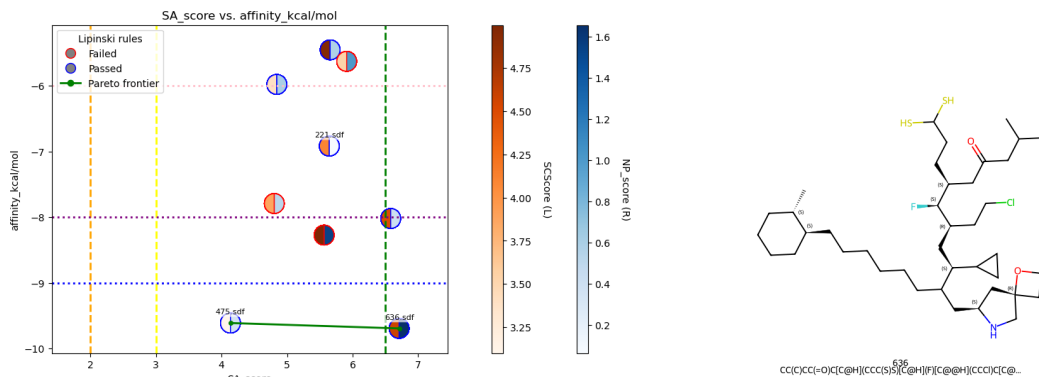 SA_score vs. affinity_kcal/mol
Lipinski rules
Failed
Passed
Pareto frontier
affinity_kcal/mol
−6
−7
−8
−9
−10
221.sdf
475.sdf
636.sdf
2
3
4
5
6
7
SA_score
4.75
4.50
4.25
4.00
3.75
3.50
3.25
SCScore (L)
1.6
1.4
1.2
1.0
0.8
0.6
0.4
0.2
NP_score (R)
SH
HS
O
(S)
(S)
F
Cl
(R)
(S)
(S)
(S)
O
(R)
(S)
NH
636
CC(C)CC(=O)C[C@H](CCC(S)S)[C@H](F)[C@@H](CCCl)C[C@...